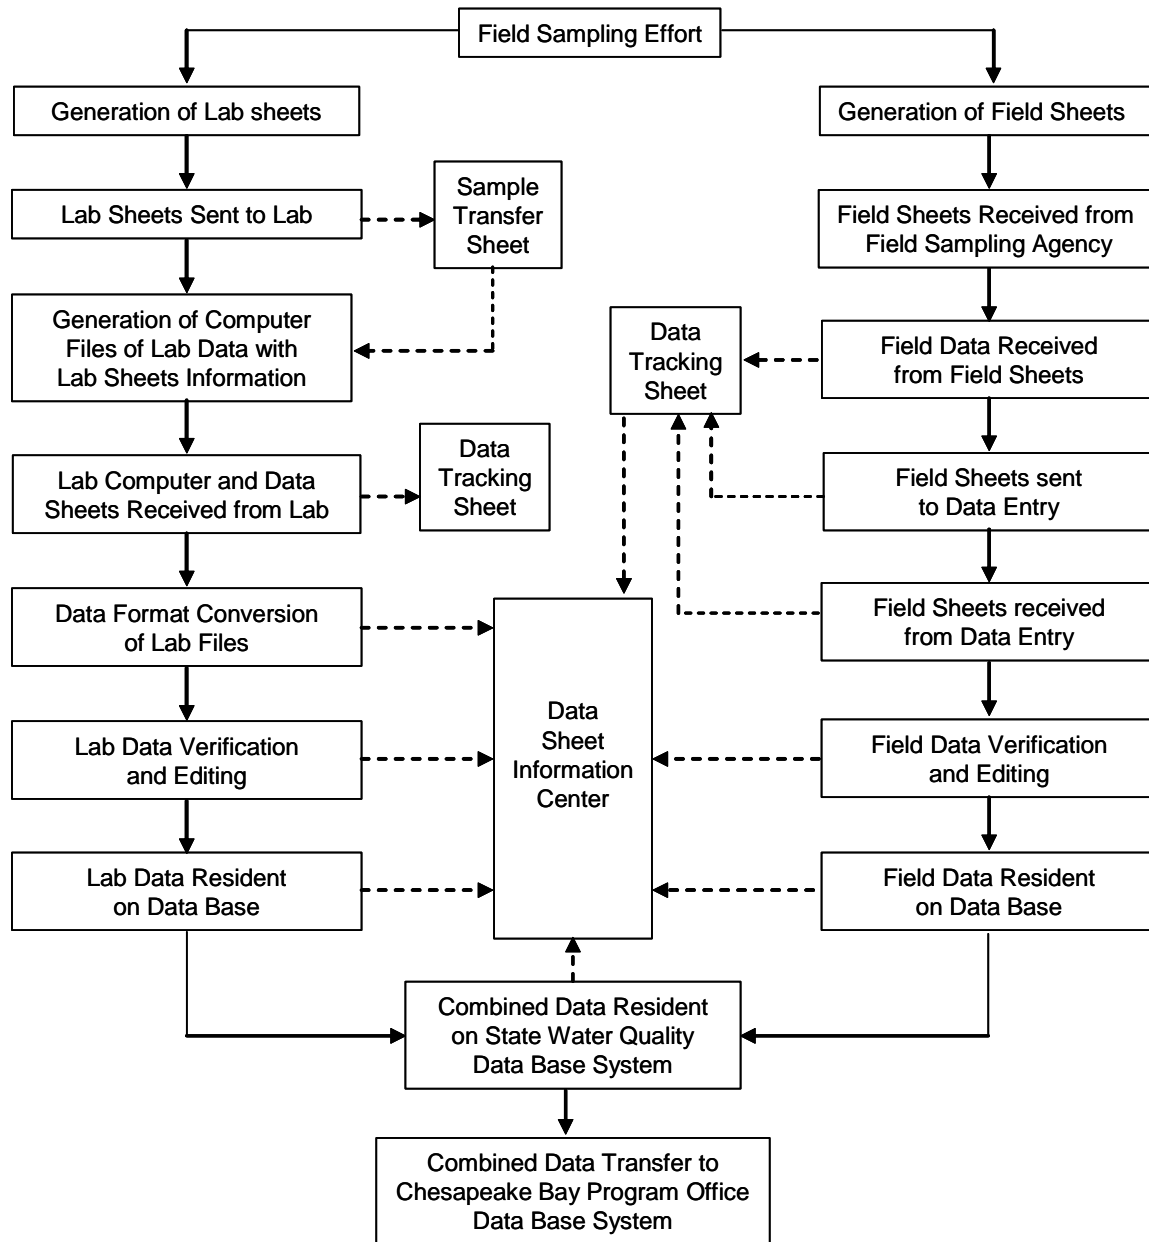 Field Sampling Effort
Generation of Lab sheets
Generation of Field Sheets
Lab Sheets Sent to Lab
Sample
Transfer
Sheet
Field Sheets Received from
Field Sampling Agency
Generation of Computer
Files of Lab Data with
Lab Sheets Information
Data
Tracking
Sheet
Field Data Received
from Field Sheets
Lab Computer and Data
Sheets Received from Lab
Data
Tracking
Sheet
Field Sheets sent
to Data Entry
Data Format Conversion
of Lab Files
Field Sheets received
from Data Entry
Data
Sheet
Information
Center
Lab Data Verification
and Editing
Field Data Verification
and Editing
Lab Data Resident
on Data Base
Field Data Resident
on Data Base
Combined Data Resident
on State Water Quality
Data Base System
Combined Data Transfer to
Chesapeake Bay Program Office
Data Base System